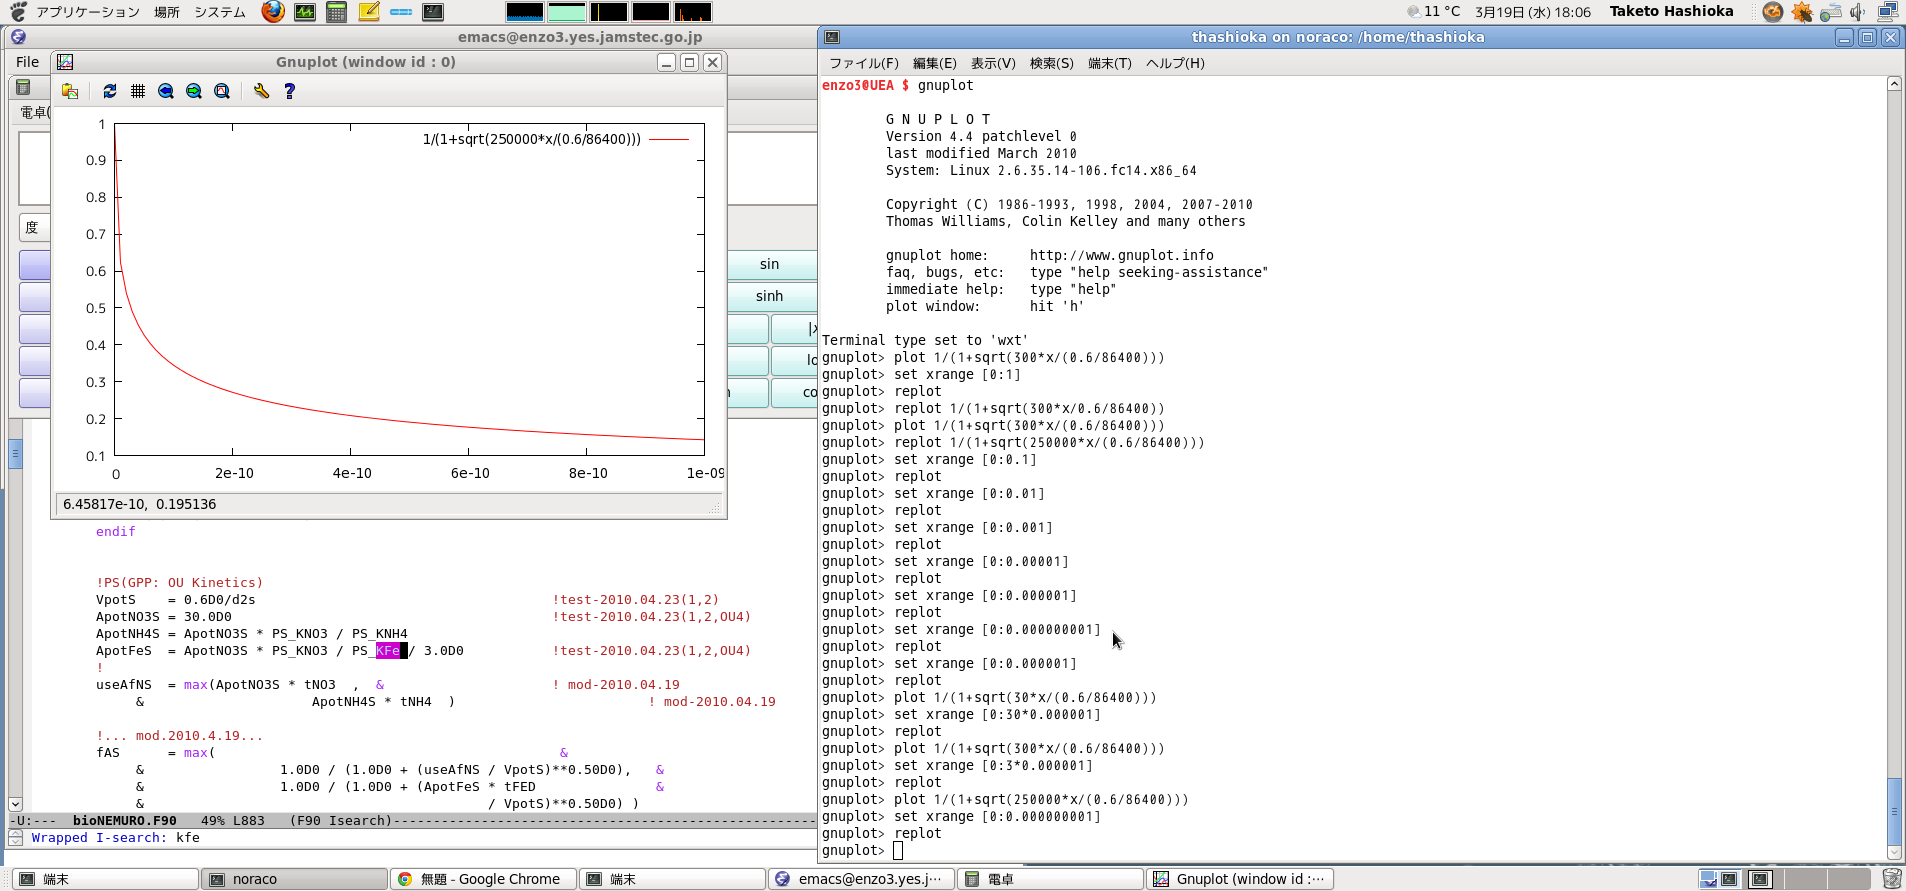 アプリケーション 場所 システム
11 °C 3月19日 (水) 18:06 Taketo Hashioka
emacs@enzo3.yes.jamstec.go.jp
File
電卓(
度
sin
sinh
Gnuplot (window id : 0)
1/(1+sqrt(250000*x/(0.6/86400)))
1
0.9
0.8
0.7
0.6
0.5
0.4
0.3
0.2
0.1
0 2e-10 4e-10 6e-10 8e-10 1e-09
6.45817e-10, 0.195136
endif
!PS(GPP: OU Kinetics)
VpotS = 0.6D0/d2s !test-2010.04.23(1,2)
ApotNO3S = 30.0D0 !test-2010.04.23(1,2,OU4)
ApotNH4S = ApotNO3S * PS_KNO3 / PS_KNH4
ApotFeS = ApotNO3S * PS_KNO3 / PS_KFe / 3.0D0 !test-2010.04.23(1,2,OU4)
!
useAfNS = max(ApotNO3S * tNO3 , & ! mod-2010.04.19
& ApotNH4S * tNH4 ) ! mod-2010.04.19
!... mod.2010.4.19...
fAS = max( &
& 1.0D0 / (1.0D0 + (useAfNS / VpotS)**0.50D0), &
& 1.0D0 / (1.0D0 + (ApotFeS * tFED &
& / VpotS)**0.50D0) )
-U:--- bioNEMURO.F90 49% L883 (F90 Isearch)
Wrapped I-search: kfe
thashioka on noraco: /home/thashioka
ファイル(F) 編集(E) 表示(V) 検索(S) 端末(T) ヘルプ(H)
enzo3@UEA $ gnuplot
G N U P L O T
Version 4.4 patchlevel 0
last modified March 2010
System: Linux 2.6.35.14-106.fc14.x86_64
Copyright (C) 1986-1993, 1998, 2004, 2007-2010
Thomas Williams, Colin Kelley and many others
gnuplot home: http://www.gnuplot.info
faq, bugs, etc: type "help seeking-assistance"
immediate help: type "help"
plot window: hit 'h'
Terminal type set to 'wxt'
gnuplot> plot 1/(1+sqrt(300*x/(0.6/86400)))
gnuplot> set xrange [0:1]
gnuplot> replot
gnuplot> replot 1/(1+sqrt(300*x/0.6/86400))
gnuplot> plot 1/(1+sqrt(300*x/(0.6/86400)))
gnuplot> replot 1/(1+sqrt(250000*x/(0.6/86400)))
gnuplot> set xrange [0:0.1]
gnuplot> replot
gnuplot> set xrange [0:0.01]
gnuplot> replot
gnuplot> set xrange [0:0.001]
gnuplot> replot
gnuplot> set xrange [0:0.00001]
gnuplot> replot
gnuplot> set xrange [0:0.000001]
gnuplot> replot
gnuplot> set xrange [0:0.000000001]
gnuplot> replot
gnuplot> set xrange [0:0.000001]
gnuplot> replot
gnuplot> plot 1/(1+sqrt(30*x/(0.6/86400)))
gnuplot> set xrange [0:30*0.000001]
gnuplot> replot
gnuplot> plot 1/(1+sqrt(300*x/(0.6/86400)))
gnuplot> set xrange [0:3*0.000001]
gnuplot> replot
gnuplot> plot 1/(1+sqrt(250000*x/(0.6/86400)))
gnuplot> set xrange [0:0.000000001]
gnuplot> replot
gnuplot>
端末 noraco 無題 - Google Chrome 端末 emacs@enzo3.yes.j… 電卓 Gnuplot (window id :…